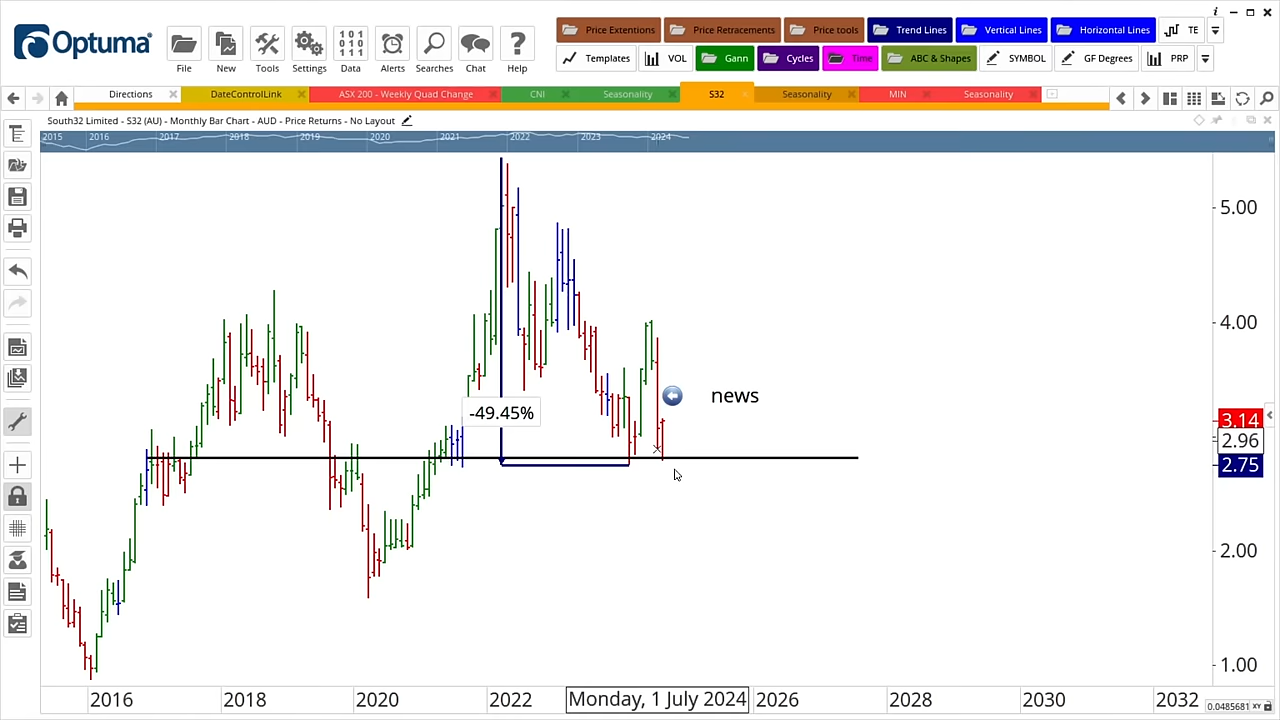 i
Optuma
File
New
Tools
Settings
Data
Alerts
Searches
Chat
Help
Price Extentions
Price Retracements
Price tools
Trend Lines
Vertical Lines
Horizontal Lines
TE
Templates
VOL
Gann
Cycles
Time
ABC & Shapes
SYMBOL
GF Degrees
PRP
Directions
DateControlLink
ASX 200 - Weekly Quad Change
CNI
Seasonality
S32
Seasonality
MIN
Seasonality
South32 Limited - S32 (AU) - Monthly Bar Chart - AUD - Price Returns - No Layout
2015 2016 2017 2018 2019 2020 2021 2022 2023 2024
5.00
4.00
news
-49.45%
3.14
2.96
2.75
2.00
1.00
2016 2018 2020 2022 Monday, 1 July 2024 2026 2028 2030 2032
0.0485681 XY